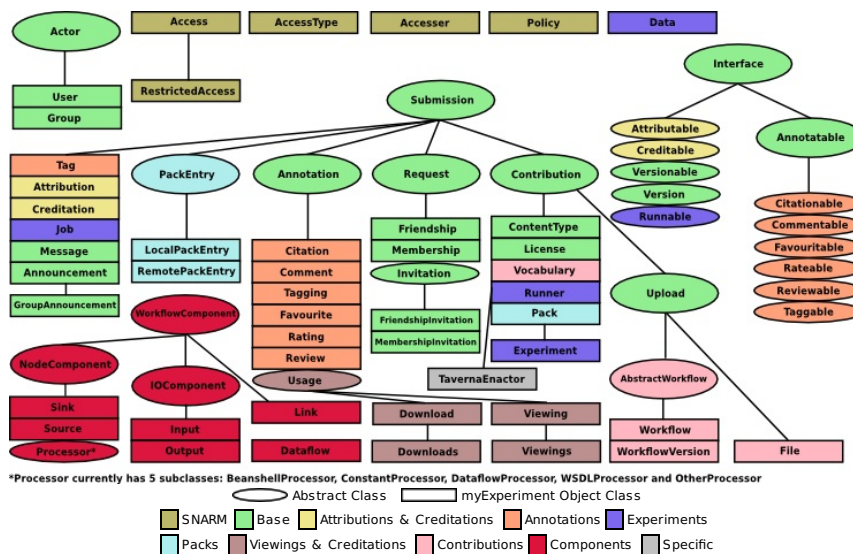 Actor
Access
AccessType
Accesser
Policy
Data
RestrictedAccess
User
Group
Submission
Interface
Attributable
Creditable
Versionable
Version
Runnable
Annotatable
Citationable
Commentable
Favouritable
Rateable
Reviewable
Taggable
Tag
Attribution
Creditation
Job
Message
Announcement
GroupAnnouncement
PackEntry
LocalPackEntry
RemotePackEntry
Annotation
Citation
Comment
Tagging
Favourite
Rating
Review
Usage
Request
Friendship
Membership
Invitation
FriendshipInvitation
MembershipInvitation
Contribution
ContentType
License
Vocabulary
Runner
Pack
Experiment
TavernaEnactor
Upload
AbstractWorkflow
Workflow
WorkflowVersion
File
WorkflowComponent
NodeComponent
Sink
Source
Processor*
IOComponent
Input
Output
Link
Dataflow
Download
Downloads
Viewing
Viewings
*Processor currently has 5 subclasses: BeanshellProcessor, ConstantProcessor, DataflowProcessor, WSDLProcessor and OtherProcessor
Abstract Class myExperiment Object Class
SNARM Base Attributions & Creditations Annotations Experiments
Packs Viewings & Creditations Contributions Components Specific